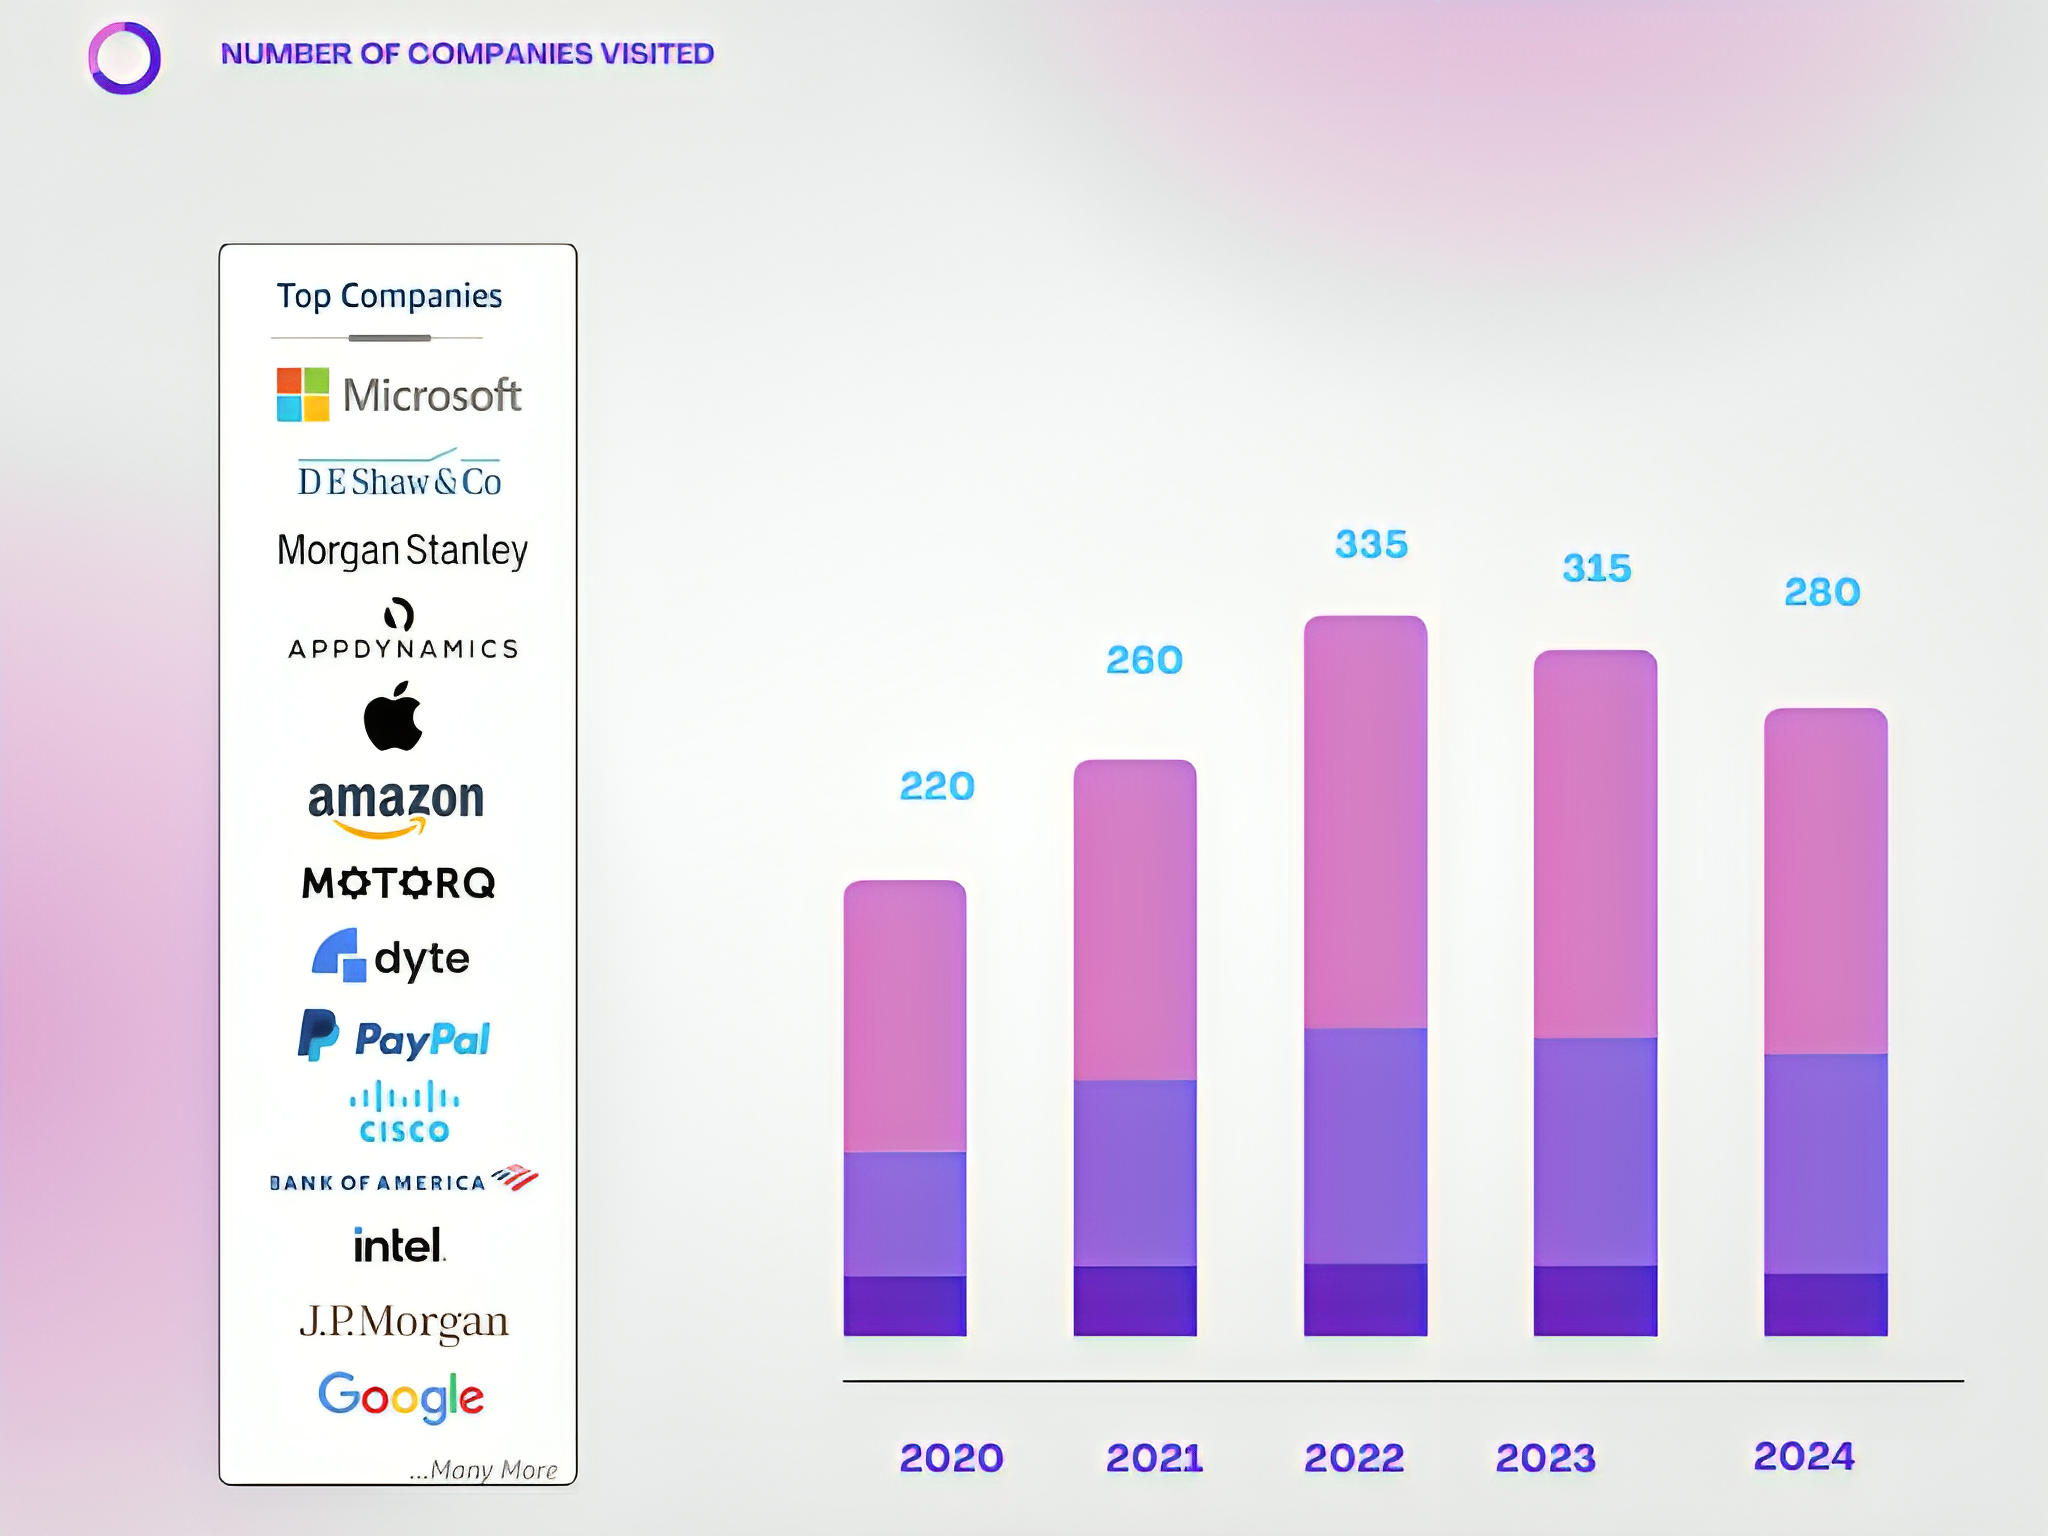 NUMBER OF COMPANIES VISITED
Top Companies
Microsoft
DEShaw&Co
Morgan Stanley
APPDYNAMICS
amazon
MOTORQ
dyte
PayPal
CISCO
BANK OF AMERICA
intel.
J.P.Morgan
Google
...Many More
220
260
335
315
280
2020
2021
2022
2023
2024